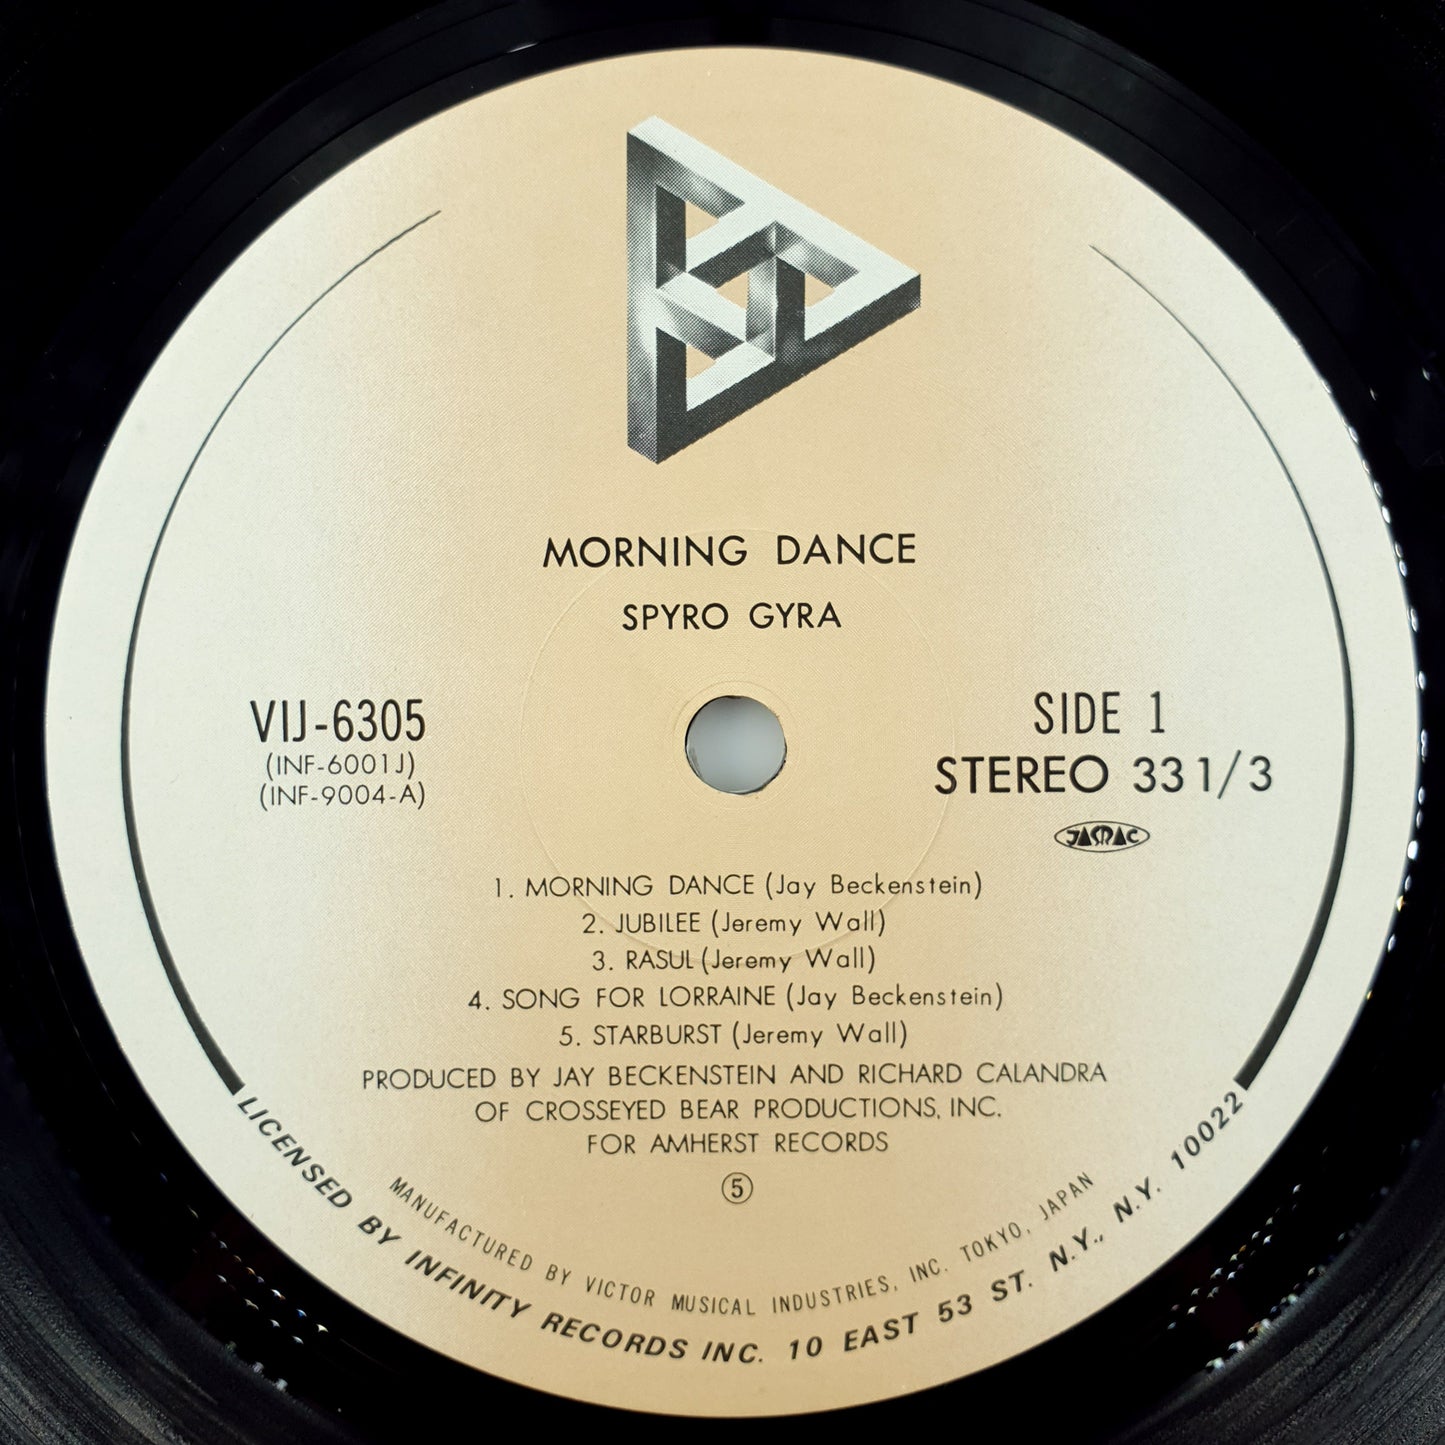 MORNING DANCE
SPYRO GYRA
VIJ-6305
(INF-6001J)
(INF-9004-A)
SIDE 1
STEREO 33 1/3
JASRAC
1. MORNING DANCE (Jay Beckenstein)
2. JUBILEE (Jeremy Wall)
3. RASUL (Jeremy Wall)
4. SONG FOR LORRAINE (Jay Beckenstein)
5. STARBURST (Jeremy Wall)
PRODUCED BY JAY BECKENSTEIN AND RICHARD CALANDRA
OF CROSSEYED BEAR PRODUCTIONS, INC.
FOR AMHERST RECORDS
⑤
MANUFACTURED BY VICTOR MUSICAL INDUSTRIES, INC. TOKYO, JAPAN
LICENSED BY INFINITY RECORDS INC. 10 EAST 53 ST. N.Y., N.Y. 10022